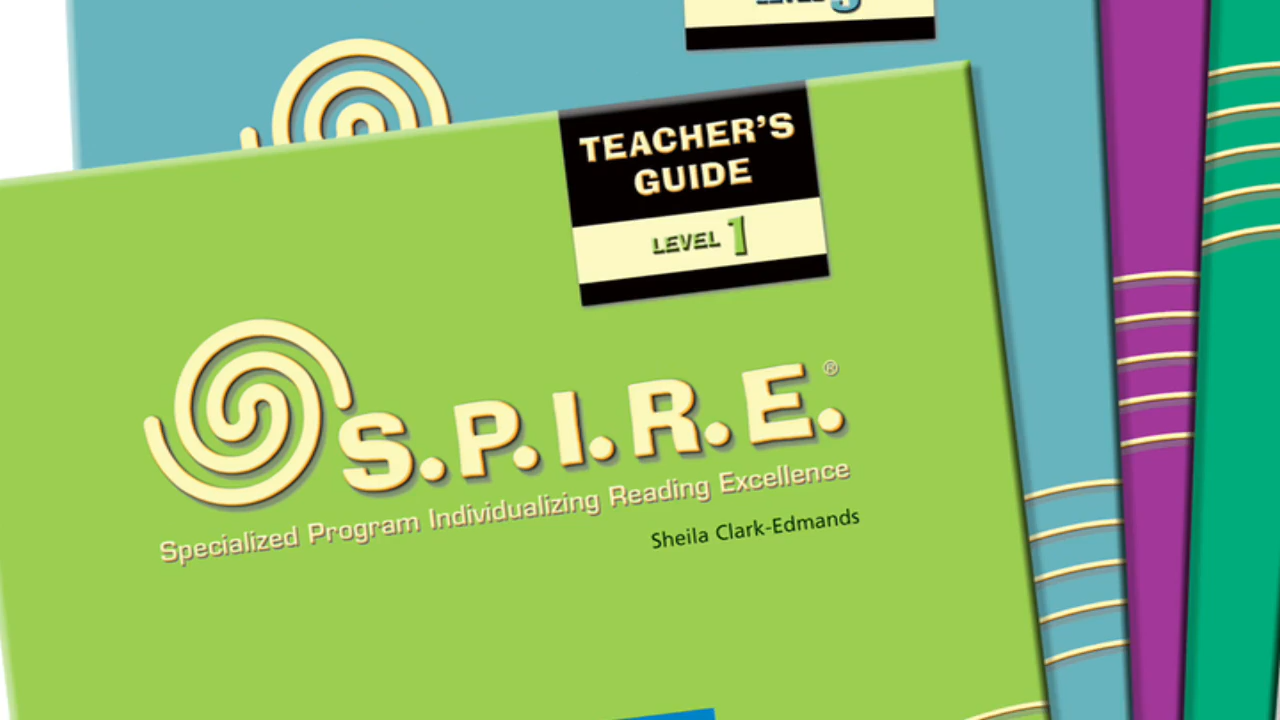 TEACHER'S
GUIDE
LEVEL 1
S.P.I.R.E.®
Specialized Program Individualizing Reading Excellence
Sheila Clark-Edmands